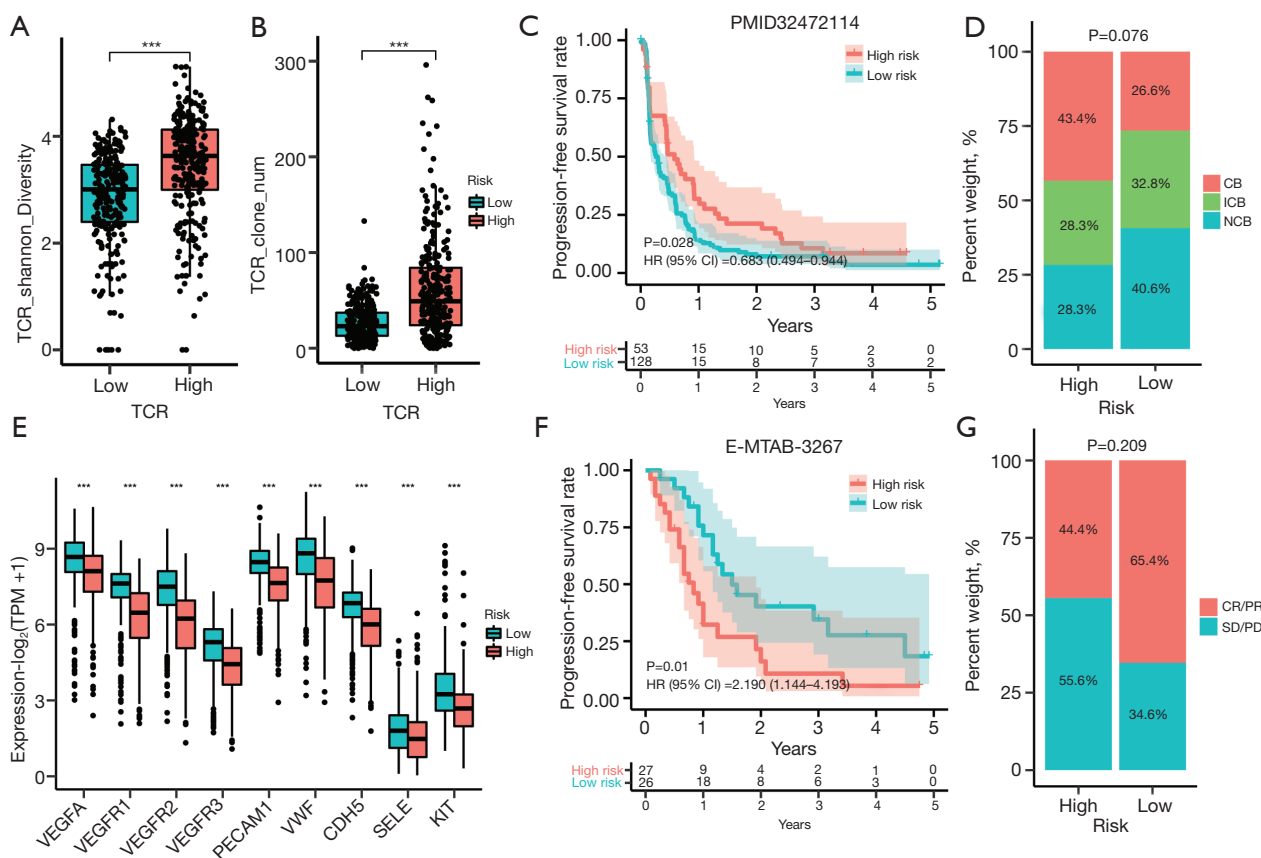 A
***
TCR_shannon_Diversity
4
2
0
Low
High
TCR
B
***
TCR_clone_num
300
200
100
0
Low
High
TCR
Risk
Low
High
C
PMID32472114
Progression-free survival rate
1.00
0.75
0.50
0.25
0.00
High risk
Low risk
P=0.028
HR (95% CI) =0.683 (0.494–0.944)
0 1 2 3 4 5
Years
High risk 53 15 10 5 2 0
Low risk 128 15 8 7 3 2
0 1 2 3 4 5
Years
D
P=0.076
Percent weight, %
100
75
50
25
0
43.4%
28.3%
28.3%
26.6%
32.8%
40.6%
CB
ICB
NCB
High
Low
Risk
E
Expression-log2(TPM +1)
9
6
3
0
*** *** *** *** *** *** *** *** ***
Risk
Low
High
VEGFA
VEGFR1
VEGFR2
VEGFR3
PECAM1
VWF
CDH5
SELE
KIT
F
E-MTAB-3267
Progression-free survival rate
1.00
0.75
0.50
0.25
0.00
High risk
Low risk
P=0.01
HR (95% CI) =2.190 (1.144–4.193)
0 1 2 3 4 5
Years
High risk 27 9 4 2 1 0
Low risk 26 18 8 6 3 0
0 1 2 3 4 5
Years
G
P=0.209
Percent weight, %
100
75
50
25
0
44.4%
55.6%
65.4%
34.6%
CR/PR
SD/PD
High
Low
Risk